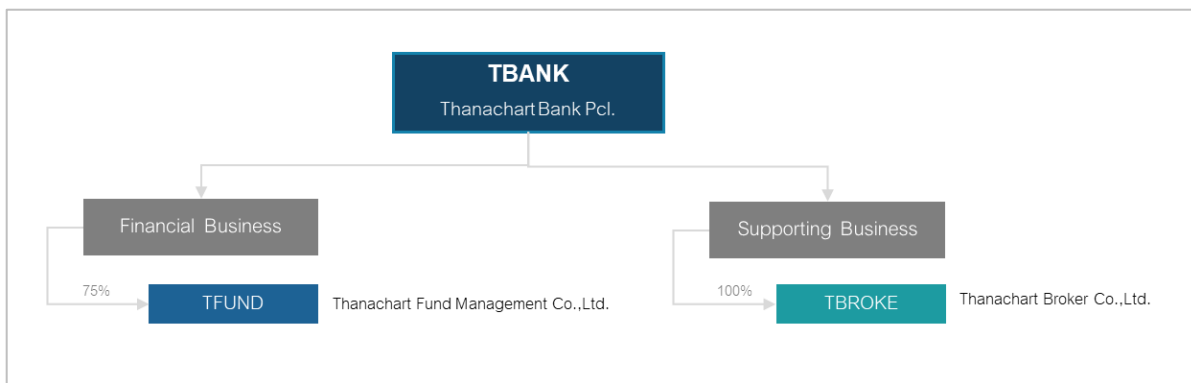 TBANK
Thanachart Bank Pcl.
Financial Business
Supporting Business
75%
TFUND
Thanachart Fund Management Co.,Ltd.
100%
TBROKE
Thanachart Broker Co.,Ltd.